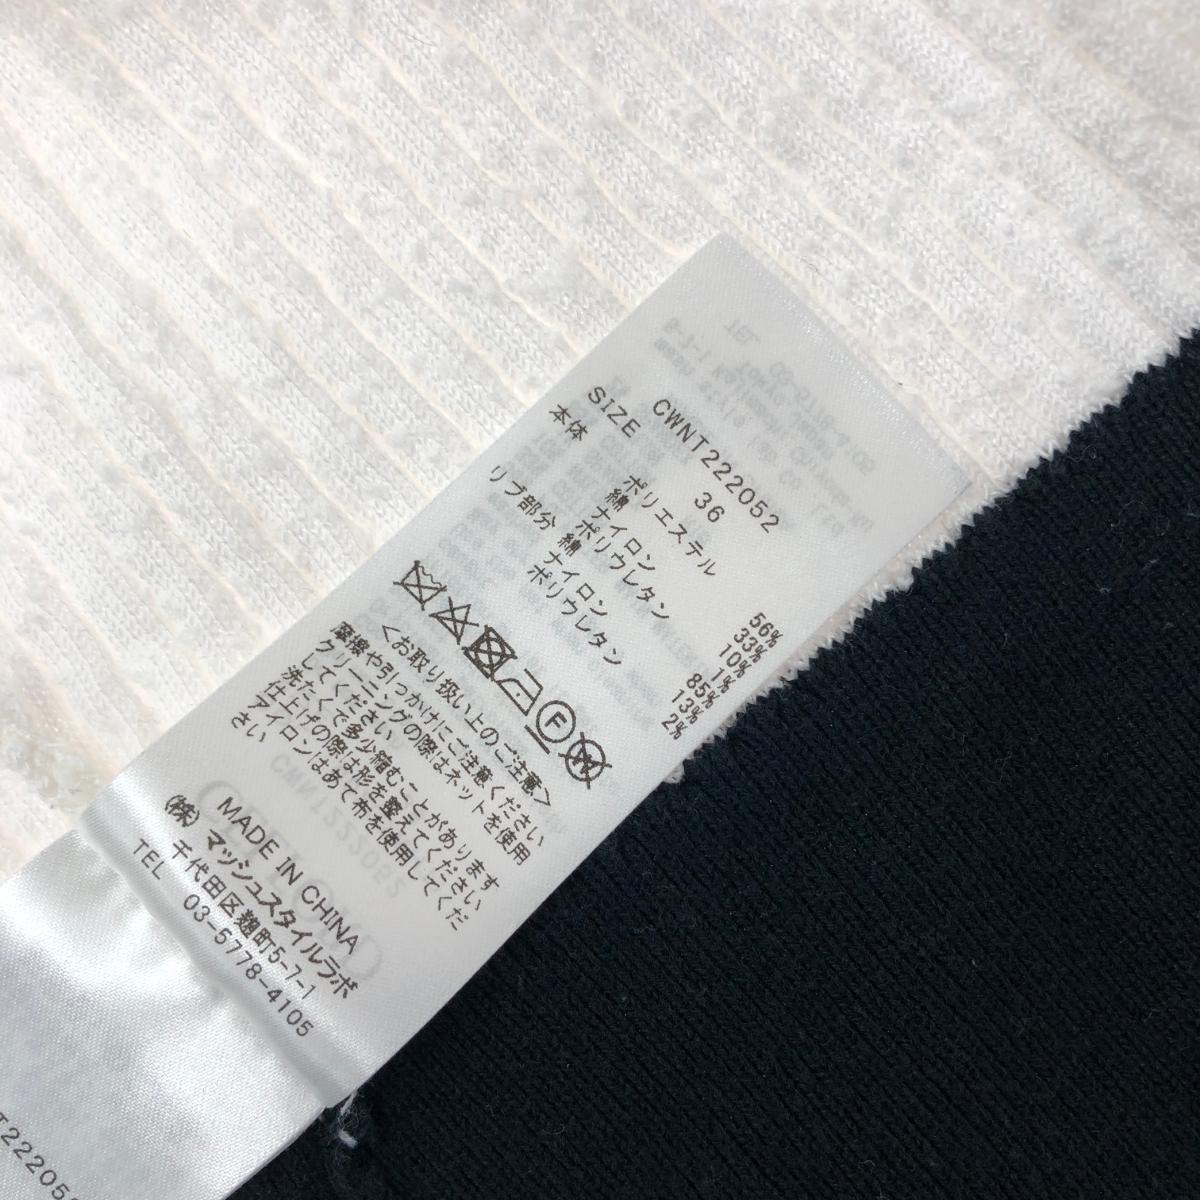 CWNT222052
SIZE 36
本体 ポリエステル 56%
綿 33%
ナイロン 10%
ポリウレタン 1%
リブ部分 綿 85%
ナイロン 13%
ポリウレタン 2%
F
W
<お取り扱い上のご注意>
摩擦や引っかけにご注意ください
クリーニングの際はネットを使用
してください
洗たくで多少縮むことがあります
仕上げの際は形を整えてください
アイロンはあて布を使用してくだ
さい
MADE IN CHINA
(株) マッシュスタイルラボ
千代田区麹町5-7-1
TEL 03-5778-4105